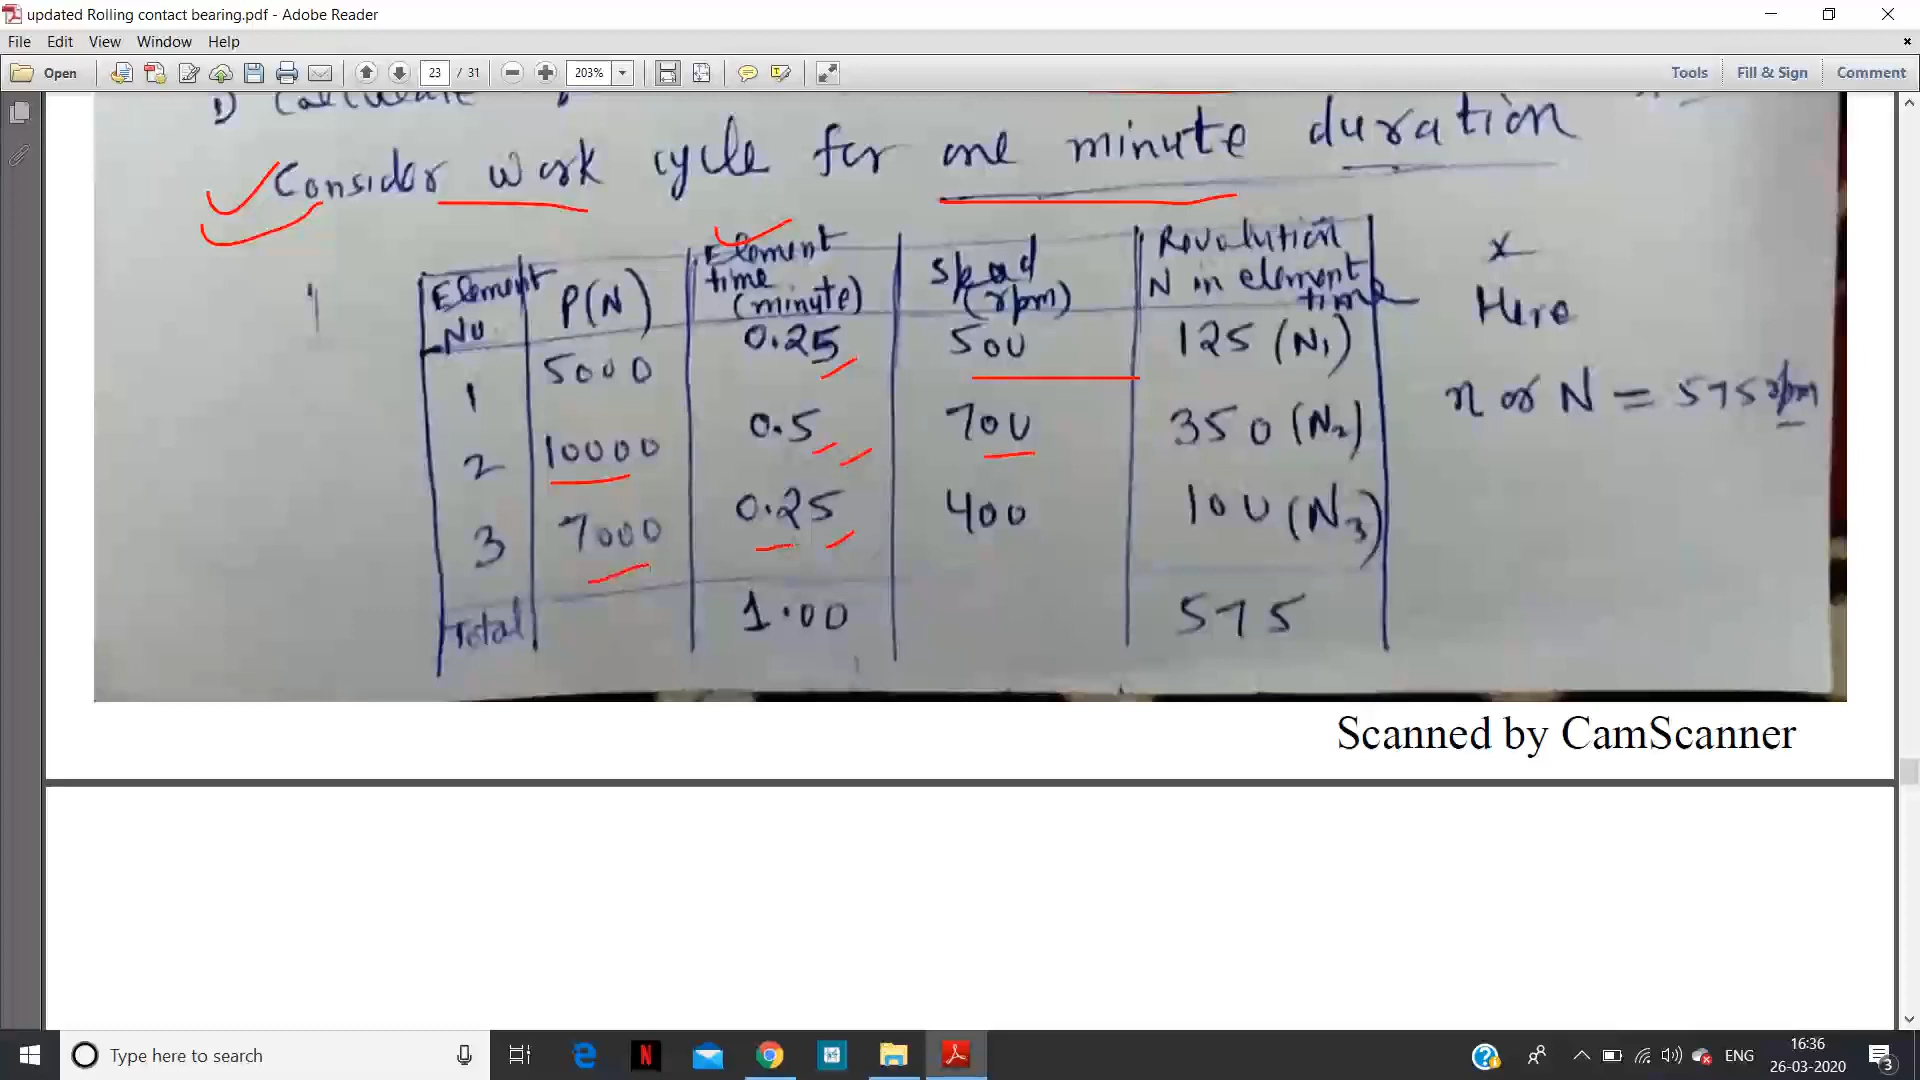 updated Rolling contact bearing.pdf - Adobe Reader
File Edit View Window Help
Open 23 / 31 203% Tools Fill & Sign Comment
1) Calculate
Consider work cycle for one minute duration
Element No P(N) Element time (minute) Speed (rpm) Revolution N in element time
1 5000 0.25 500 125 (N1)
2 10000 0.5 700 350 (N2)
3 7000 0.25 400 100 (N3)
Total 1.00 575
Here
n or N = 575 rpm
Scanned by CamScanner
Type here to search
ENG 16:36
26-03-2020
3